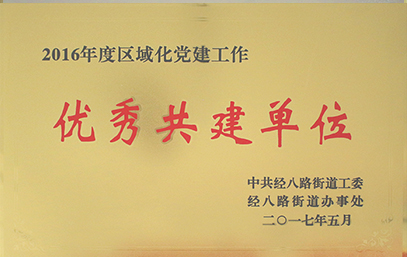 2016年度区域化党建工作
优秀共建单位
中共经八路街道工委
经八路街道办事处
二〇一七年五月